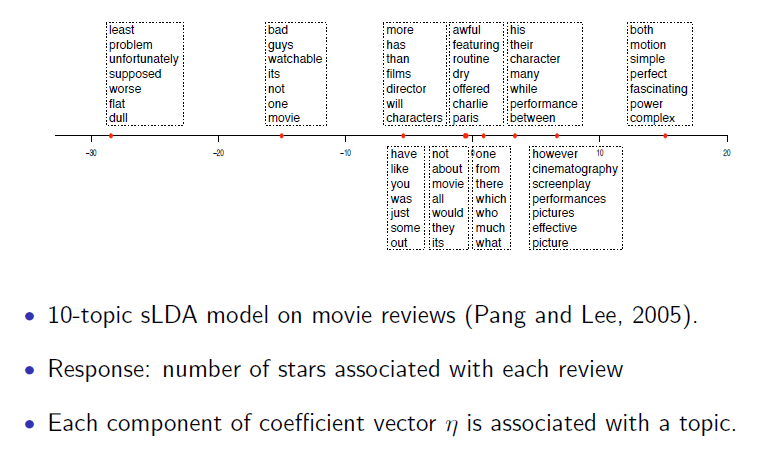 least
problem
unfortunately
supposed
worse
flat
dull
bad
guys
watchable
its
not
one
movie
more
has
than
films
director
will
characters
awful
featuring
routine
dry
offered
charlie
paris
his
their
character
many
while
performance
between
both
motion
simple
perfect
fascinating
power
complex
−30
−20
−10
0
10
20
have
like
you
was
just
some
out
not
about
movie
all
would
they
its
one
from
there
which
who
much
what
however
cinematography
screenplay
performances
pictures
effective
picture
• 10-topic sLDA model on movie reviews (Pang and Lee, 2005).
• Response: number of stars associated with each review
• Each component of coefficient vector η is associated with a topic.